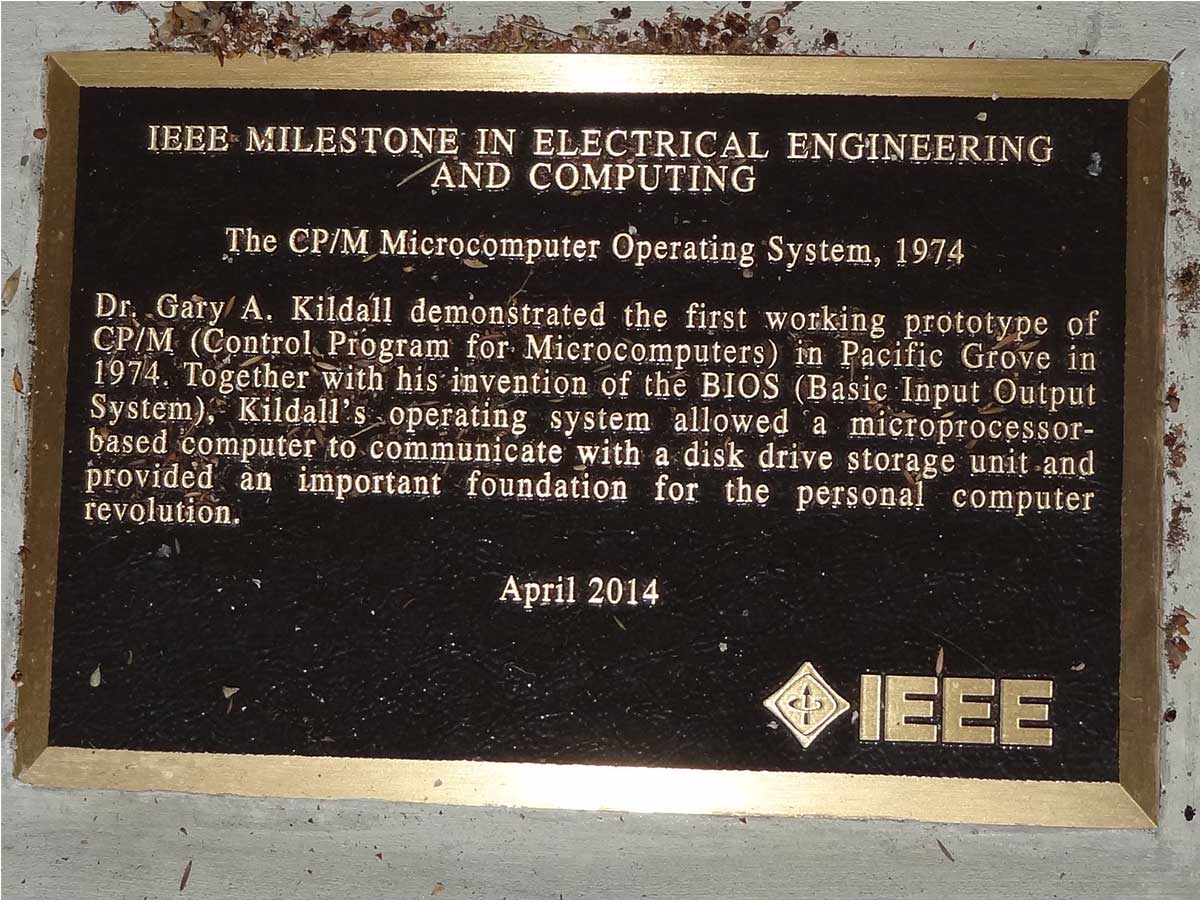 IEEE MILESTONE IN ELECTRICAL ENGINEERING
AND COMPUTING
The CP/M Microcomputer Operating System, 1974
Dr. Gary A. Kildall demonstrated the first working prototype of
CP/M (Control Program for Microcomputers) in Pacific Grove in
1974. Together with his invention of the BIOS (Basic Input Output
System), Kildall's operating system allowed a microprocessor-
based computer to communicate with a disk drive storage unit and
provided an important foundation for the personal computer
revolution.
April 2014
IEEE